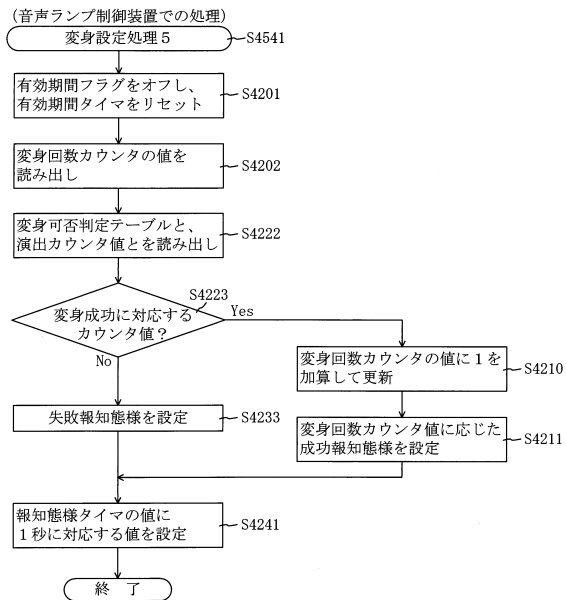 (音声ランプ制御装置での処理)
変身設定処理5
S4541
有効期間フラグをオフし、
有効期間タイマをリセット
S4201
変身回数カウンタの値を
読み出し
S4202
変身可否判定テーブルと、
演出カウンタ値とを読み出し
S4222
S4223
変身成功に対応する
カウンタ値?
Yes
No
変身回数カウンタの値に1を
加算して更新
S4210
失敗報知態様を設定
S4233
変身回数カウンタ値に応じた
成功報知態様を設定
S4211
報知態様タイマの値に
1秒に対応する値を設定
S4241
終 了